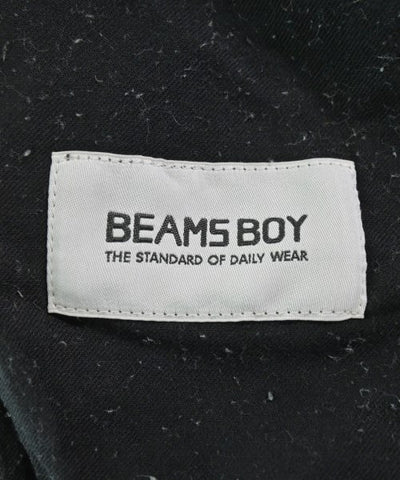 BEAMS BOY
THE STANDARD OF DAILY WEAR